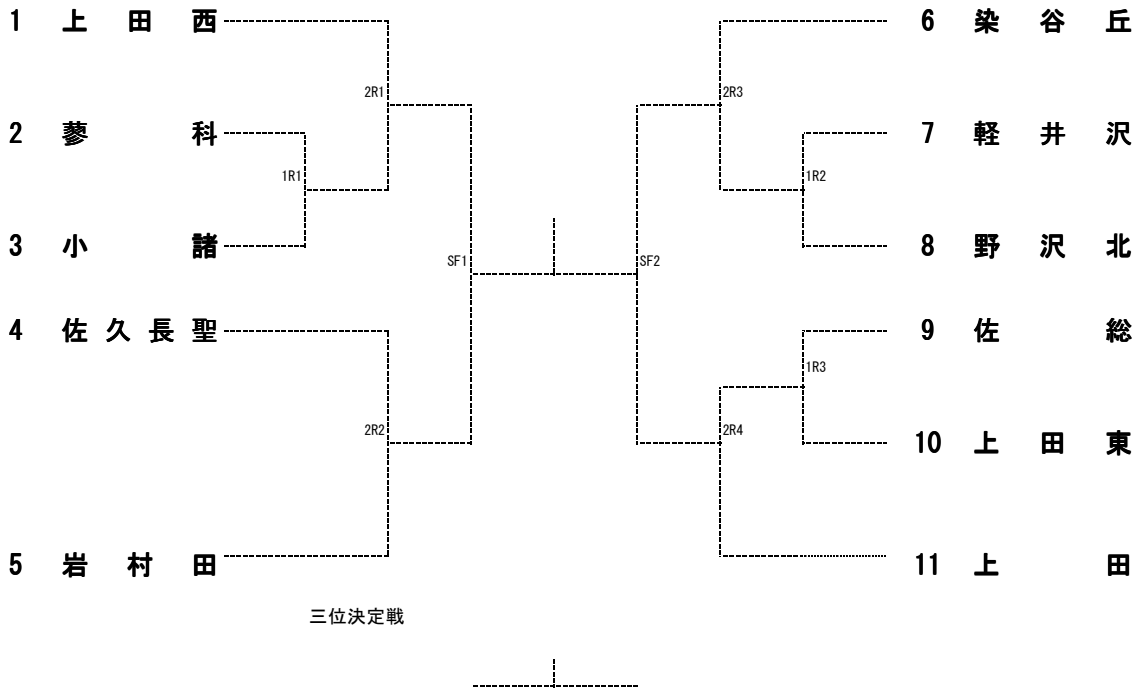 1 上田西
2R1
2 蓼科
1R1
3 小諸
SF1
4 佐久長聖
2R2
5 岩村田
6 染谷丘
2R3
7 軽井沢
1R2
8 野沢北
SF2
9 佐総
1R3
10 上田東
2R4
11 上田
三位決定戦